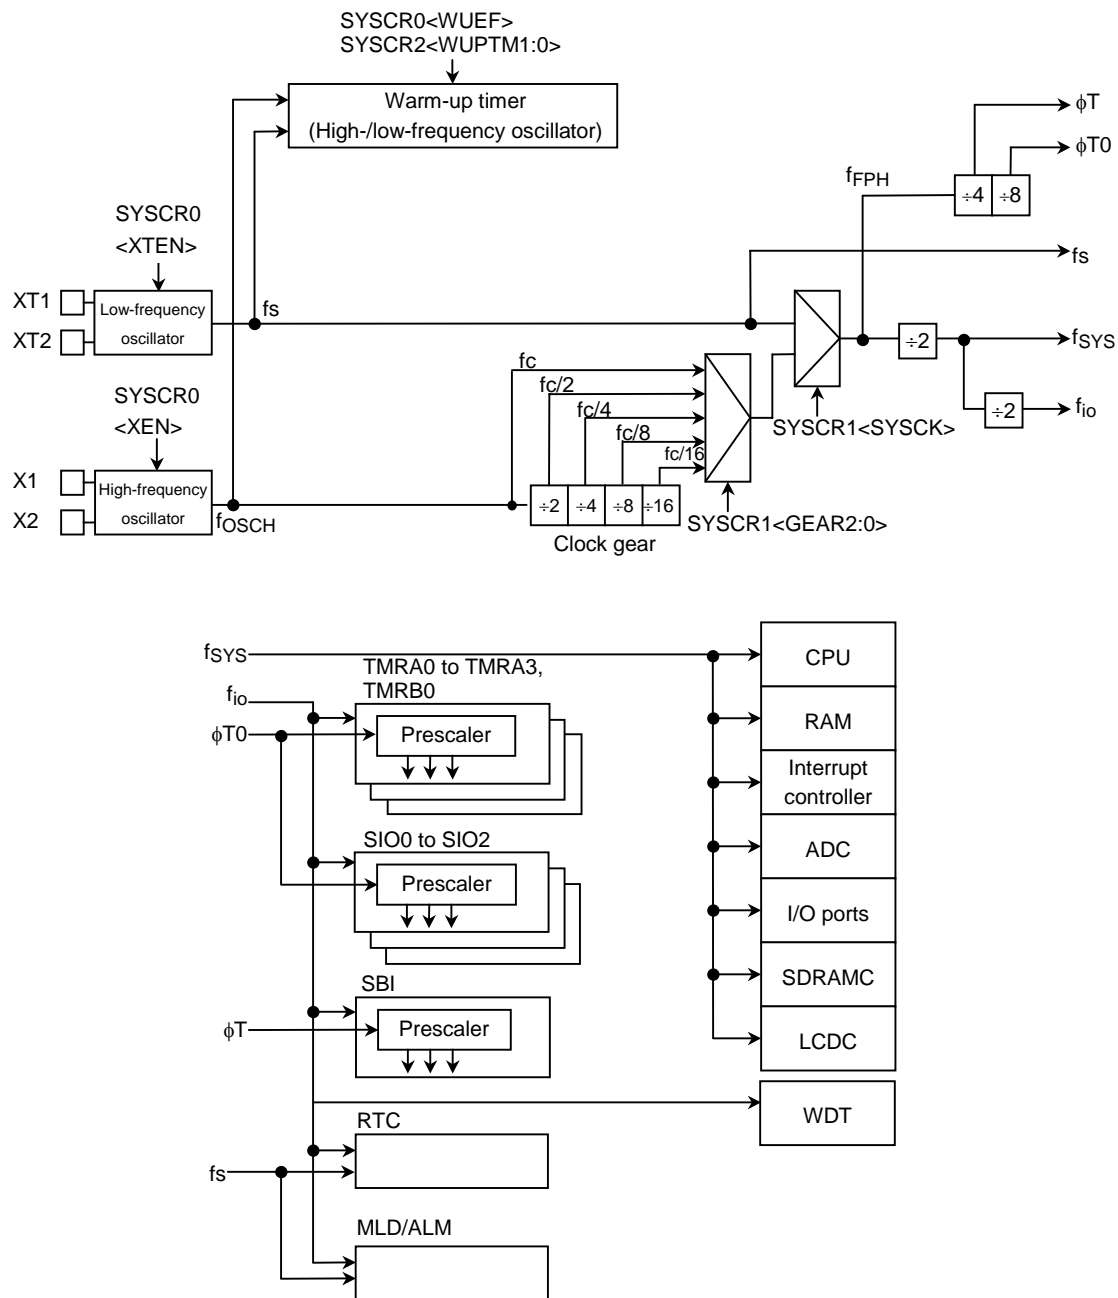 SYSCR0<WUEF>
SYSCR2<WUPTM1:0>
Warm-up timer
(High-/low-frequency oscillator)
ϕT
ϕT0
fFPH
÷4
÷8
SYSCR0
<XTEN>
fs
XT1
XT2
Low-frequency
oscillator
fs
fSYS
÷2
÷2
fio
fc
fc/2
fc/4
fc/8
fc/16
SYSCR1<SYSCK>
SYSCR0
<XEN>
X1
X2
High-frequency
oscillator
fOSCH
÷2
÷4
÷8
÷16
SYSCR1<GEAR2:0>
Clock gear
fSYS
CPU
TMRA0 to TMRA3,
TMRB0
fio
ϕT0
Prescaler
RAM
Interrupt
controller
SIO0 to SIO2
Prescaler
ADC
I/O ports
SDRAMC
SBI
ϕT
Prescaler
LCDC
WDT
RTC
fs
MLD/ALM